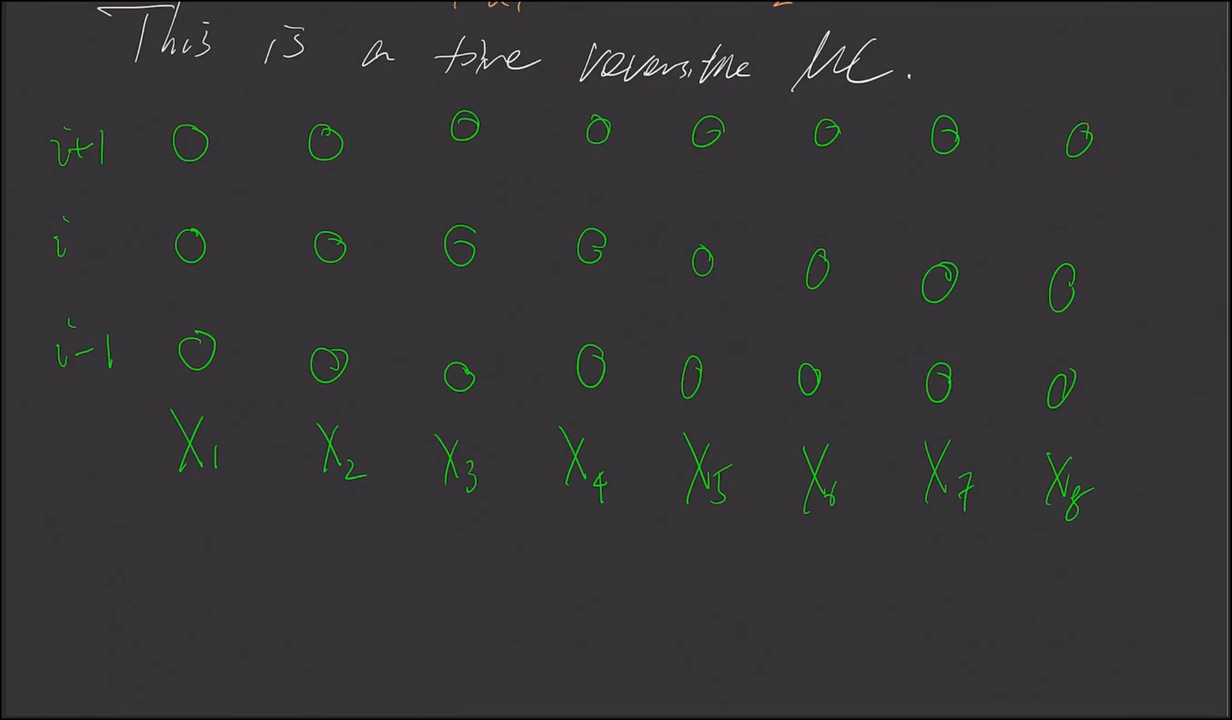 This is a time reversible MC.
i+1 O O O O O O O O
i O O O O O O O O
i-1 O O O O O O O O
X1 X2 X3 X4 X5 X6 X7 X8